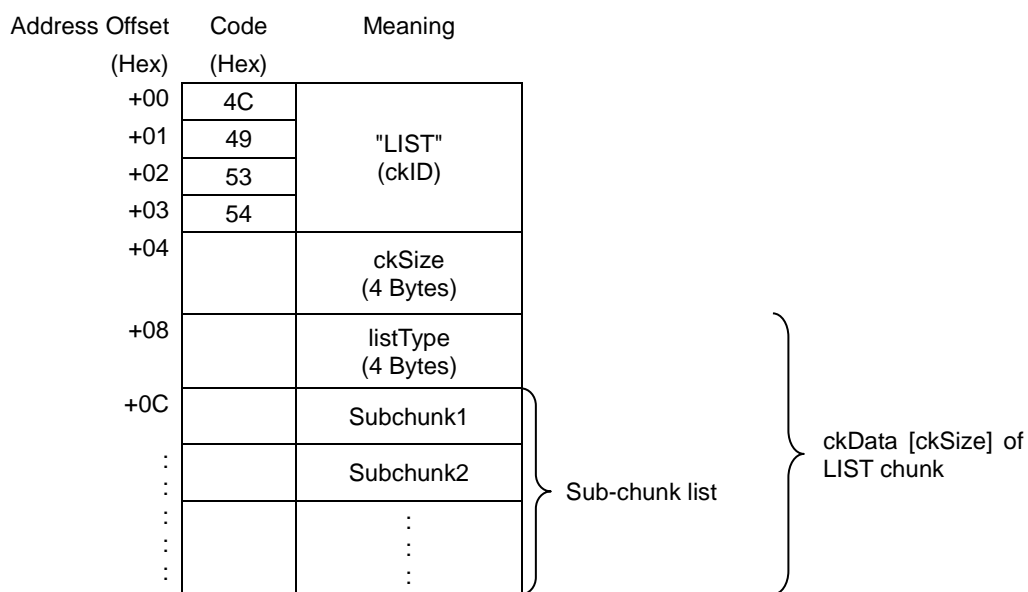 Address Offset Code Meaning
(Hex) (Hex)
+00 4C
+01 49
+02 53
+03 54
"LIST"
(ckID)
+04
ckSize
(4 Bytes)
+08
listType
(4 Bytes)
+0C Subchunk1
: Subchunk2
:
:
:
:
:
:
:
Sub-chunk list
ckData [ckSize] of
LIST chunk